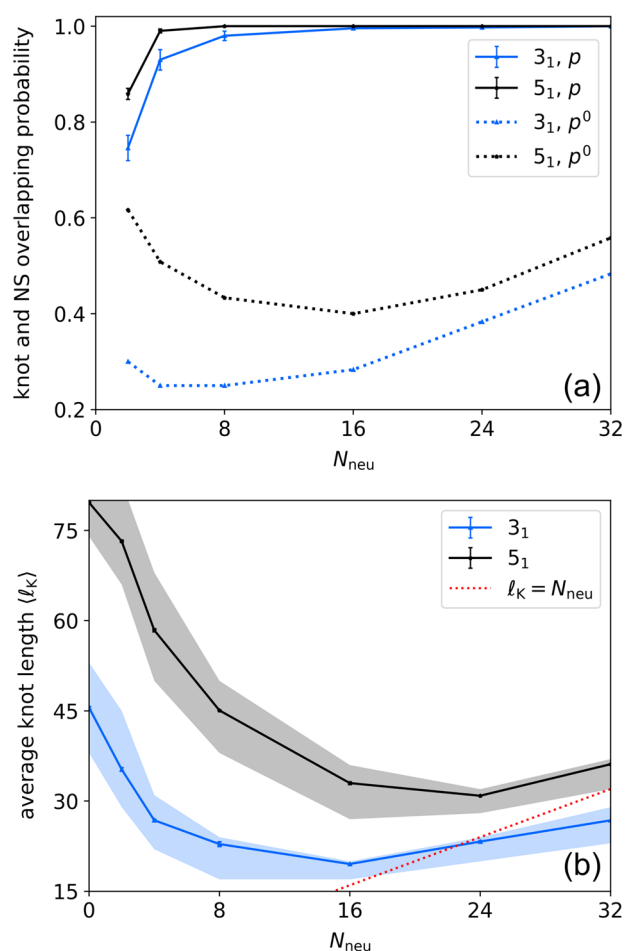 1.0
0.8
0.6
0.4
0.2
knot and NS overlapping probability
3₁, p
5₁, p
3₁, p⁰
5₁, p⁰
(a)
0 8 16 24 32
N_neu
75
60
45
30
15
average knot length ⟨ℓ_K⟩
3₁
5₁
ℓ_K = N_neu
(b)
0 8 16 24 32
N_neu